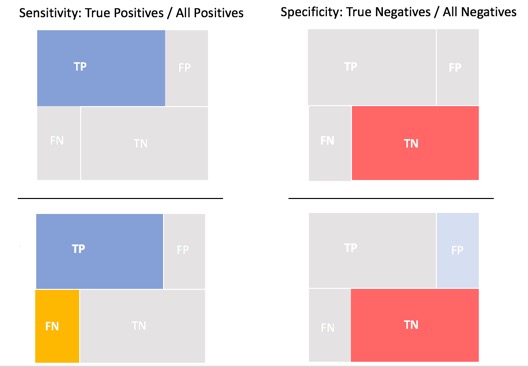 Sensitivity: True Positives / All Positives
Specificity: True Negatives / All Negatives
TP
FP
FN
TN
TP
FP
FN
TN
TP
FP
FN
TN
TP
FP
FN
TN